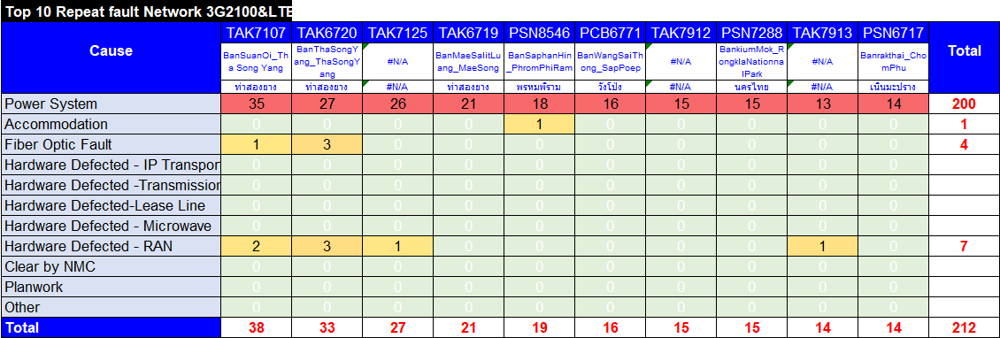 Top 10 Repeat fault Network 3G2100&LTE
Cause TAK7107 TAK6720 TAK7125 TAK6719 PSN8546 PCB6771 TAK7912 PSN7288 TAK7913 PSN6717 Total
BanSuanOi_Tha Song Yang BanThaSongYang_ThaSongYang #N/A BanMaeSalitLuang_MaeSong BanSaphanHin_PhromPhiRam BanWangSaiThong_SapPoep #N/A BankiumMok_RongklaNationnalPark #N/A Banrakthai_ChomPhu
ท่าสองยาง ท่าสองยาง #N/A ท่าสองยาง พรหมพิราม วังโป่ง #N/A นครไทย #N/A เนินมะปราง
Power System 35 27 26 21 18 16 15 15 13 14 200
Accommodation 0 0 0 0 1 0 0 0 0 0 1
Fiber Optic Fault 1 3 0 0 0 0 0 0 0 0 4
Hardware Defected - IP Transpor 0 0 0 0 0 0 0 0 0 0
Hardware Defected -Transmission 0 0 0 0 0 0 0 0 0 0
Hardware Defected-Lease Line 0 0 0 0 0 0 0 0 0 0
Hardware Defected - Microwave 0 0 0 0 0 0 0 0 0 0
Hardware Defected - RAN 2 3 1 0 0 0 0 0 1 0 7
Clear by NMC 0 0 0 0 0 0 0 0 0 0
Planwork 0 0 0 0 0 0 0 0 0 0
Other 0 0 0 0 0 0 0 0 0 0
Total 38 33 27 21 19 16 15 15 14 14 212